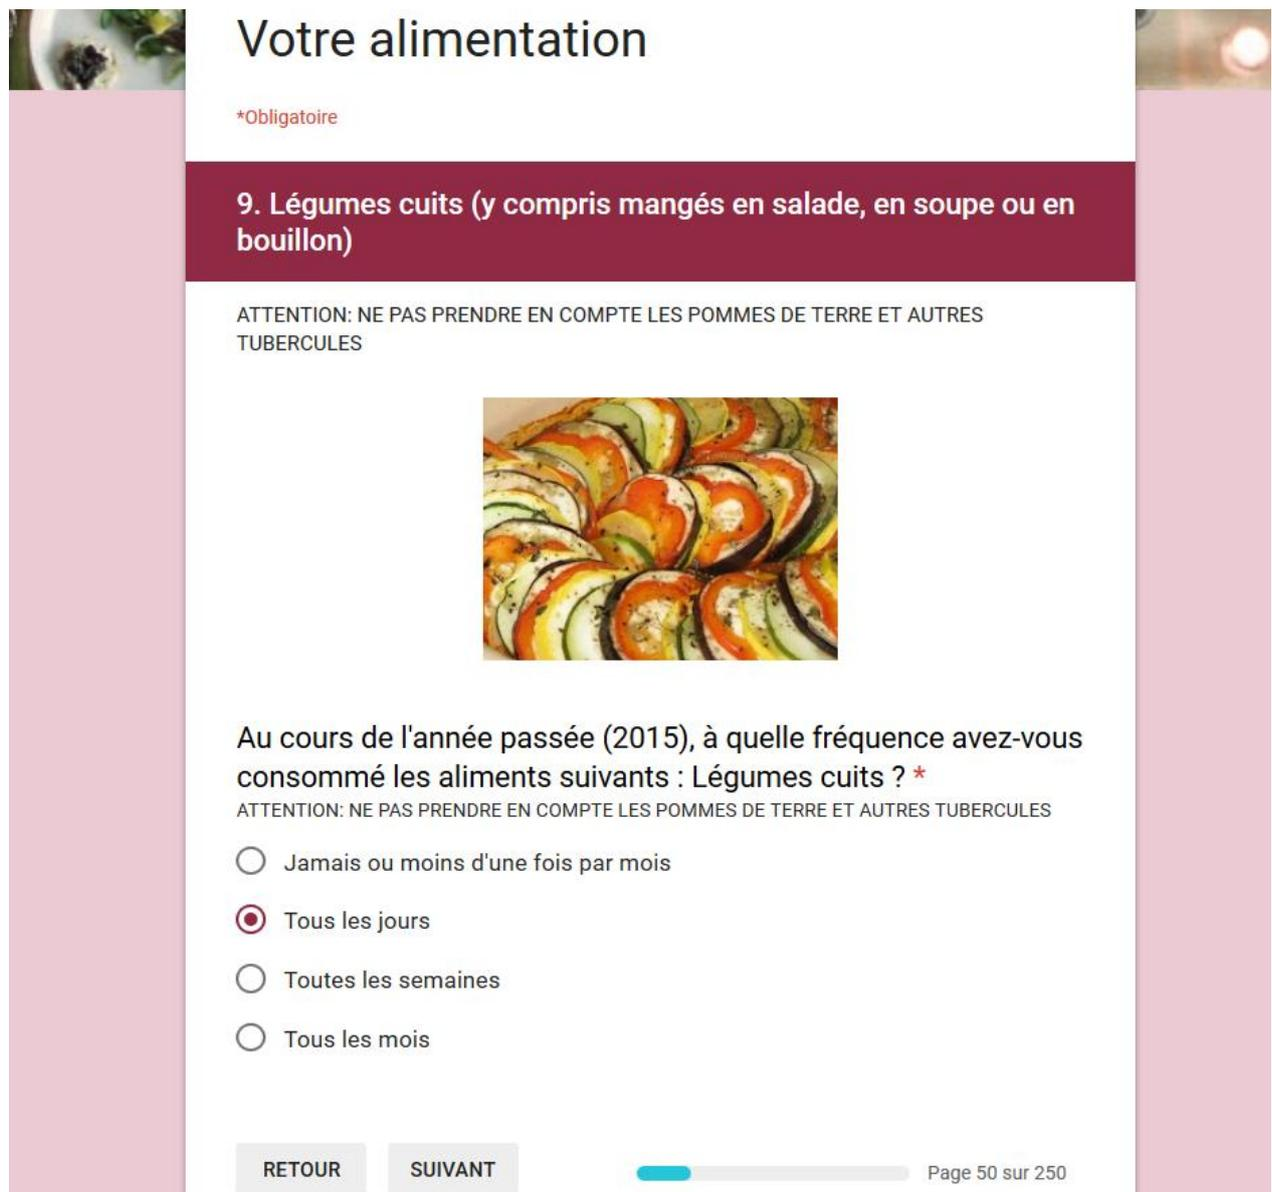 Votre alimentation
*Obligatoire
9. Légumes cuits (y compris mangés en salade, en soupe ou en
bouillon)
ATTENTION: NE PAS PRENDRE EN COMPTE LES POMMES DE TERRE ET AUTRES
TUBERCULES
Au cours de l'année passée (2015), à quelle fréquence avez-vous
consommé les aliments suivants : Légumes cuits ? *
ATTENTION: NE PAS PRENDRE EN COMPTE LES POMMES DE TERRE ET AUTRES TUBERCULES
Jamais ou moins d'une fois par mois
Tous les jours
Toutes les semaines
Tous les mois
RETOUR SUIVANT Page 50 sur 250